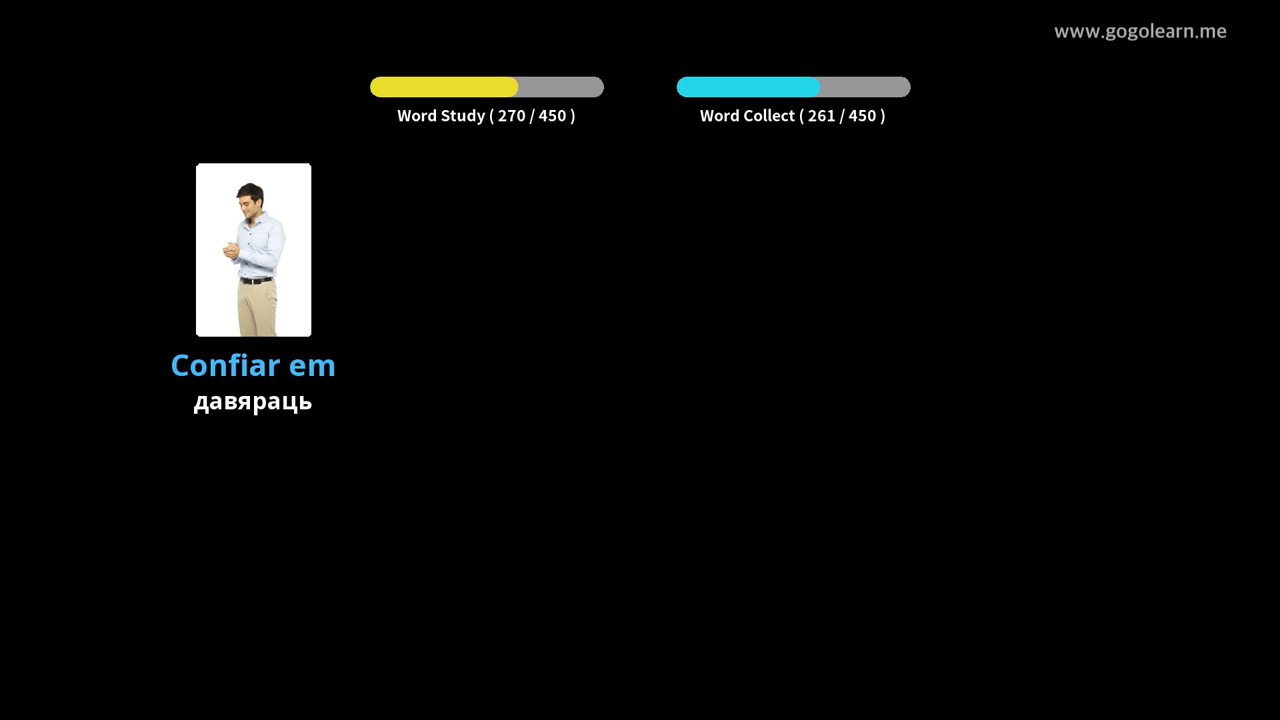 www.gogolearn.me
Word Study ( 270 / 450 )
Word Collect ( 261 / 450 )
Confiar em
давяраць